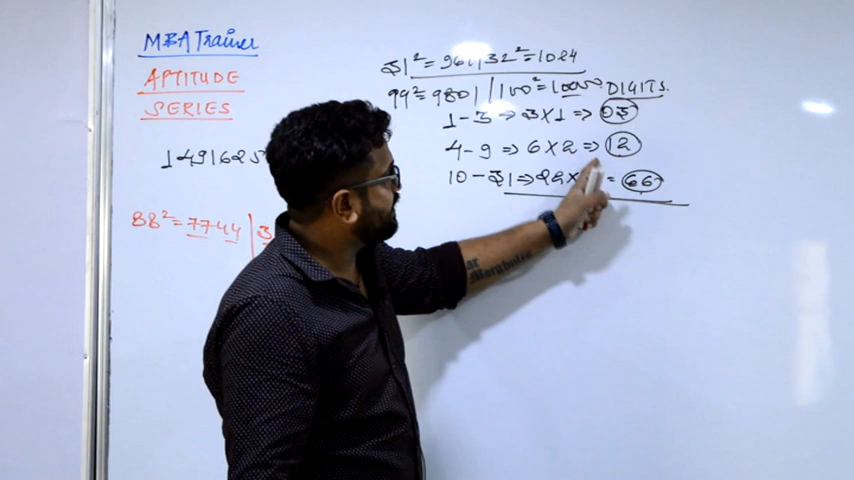 MBA Trainer
APTITUDE
SERIES
1491625
88² = 7744 | 3
31² = 961 / 32² = 1024
99² = 9801 // 100² = 10000 DIGITS.
1 - 3 ⇒ 3 X 1 ⇒ 03
4 - 9 ⇒ 6 X 2 ⇒ 12
10 - 31 ⇒ 22 X = 66